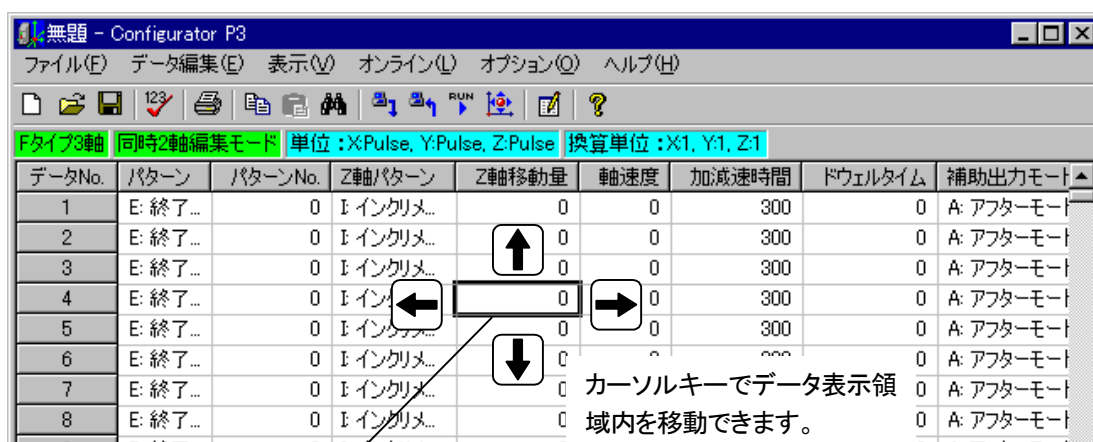 無題 - Configurator P3
ファイル(F) データ編集(E) 表示(V) オンライン(L) オプション(O) ヘルプ(H)
123 RUN
Fタイプ3軸 同時2軸編集モード 単位:X:Pulse, Y:Pulse, Z:Pulse 換算単位:X:1, Y:1, Z:1
データNo. パターン パターンNo. Z軸パターン Z軸移動量 軸速度 加減速時間 ドウェルタイム 補助出力モード
1 E: 終了... 0 I: インクリメ... 0 0 300 0 A: アフターモード
2 E: 終了... 0 I: インクリメ... 0 0 300 0 A: アフターモード
3 E: 終了... 0 I: インクリメ... 0 0 300 0 A: アフターモード
4 E: 終了... 0 I: イン 0 0 300 0 A: アフターモード
5 E: 終了... 0 I: インクリメ... 0 0 300 0 A: アフターモード
6 E: 終了... 0 I: インクリメ... 0 0 A: アフターモード
7 E: 終了... 0 I: インクリメ... 0 0 A: アフターモード
8 E: 終了... 0 I: インクリメ... 0 0 A: アフターモード
カーソルキーでデータ表示領
域内を移動できます。